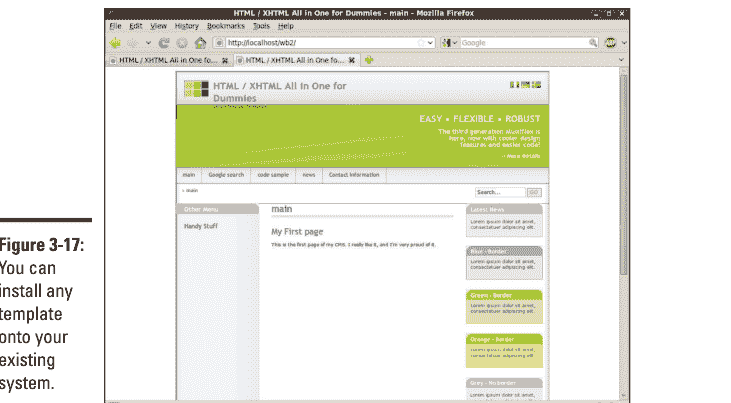 HTML / XHTML All in One for Dummies - main - Mozilla Firefox
File Edit View History Bookmarks Tools Help
http://localhost/wb2/
Google
HTML / XHTML All in One fo...
HTML / XHTML All in One fo...
HTML / XHTML All in One for
Dummies
EASY • FLEXIBLE • ROBUST
The third generation
here, now with cooler design
features and easier code!
main Google search code sample news Contact Information
main
Search...
GO
Other Menu
Handy Stuff
main
My First page
This is the first page of my CMS. I really like it, and I'm very proud of it.
Latest News
Lorem ipsum dolor sit amet,
consectetuer adipiscing elit.
Border
Lorem ipsum dolor sit amet,
consectetuer adipiscing elit.
Green - Border
Lorem ipsum dolor sit amet,
consectetuer adipiscing elit.
Orange - Border
Lorem ipsum dolor sit amet,
consectetuer adipiscing elit.
Grey - No border
Lorem ipsum dolor sit amet,
Figure 3-17:
You can
install any
template
onto your
existing
system.